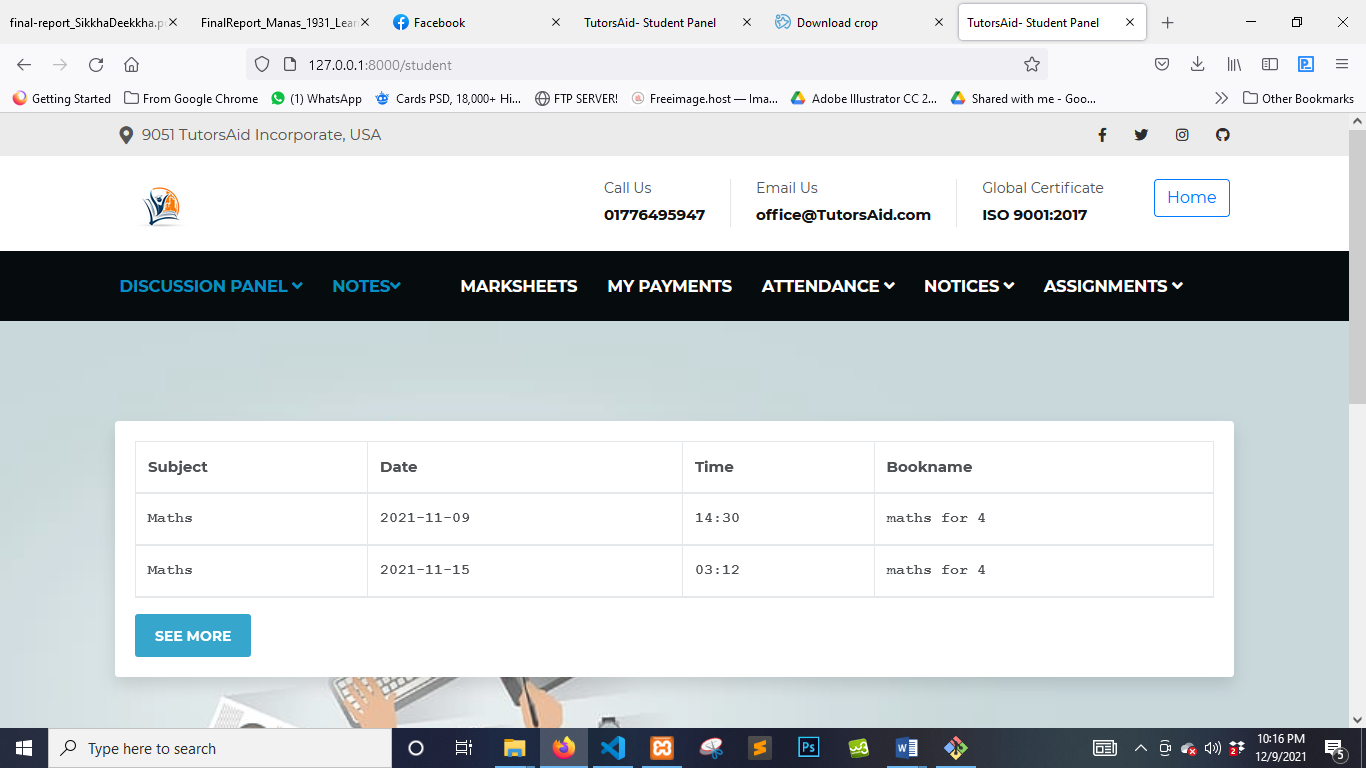 final-report_SikkhaDeekkha.p
FinalReport_Manas_1931_Lear
Facebook
TutorsAid- Student Panel
Download crop
TutorsAid- Student Panel
127.0.0.1:8000/student
Getting Started
From Google Chrome
(1) WhatsApp
Cards PSD, 18,000+ Hi...
FTP SERVER!
Freeimage.host — Ima...
Adobe Illustrator CC 2...
Shared with me - Goo...
Other Bookmarks
9051 TutorsAid Incorporate, USA
Call Us
01776495947
Email Us
office@TutorsAid.com
Global Certificate
ISO 9001:2017
Home
DISCUSSION PANEL NOTES MARKSHEETS MY PAYMENTS ATTENDANCE NOTICES ASSIGNMENTS
Subject Date Time Bookname
Maths 2021-11-09 14:30 maths for 4
Maths 2021-11-15 03:12 maths for 4
SEE MORE
Type here to search
Ps
W
2
10:16 PM
12/9/2021
5